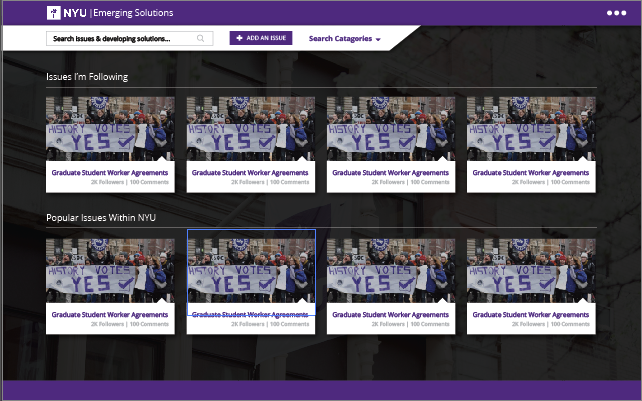 NYU | Emerging Solutions
Search issues & developing solutions...
ADD AN ISSUE
Search Catagories
Issues I'm Following
HISTORY VOTES
YES
HISTORY VOTES
YES
HISTORY VOTES
YES
HISTORY VOTES
YES
Graduate Student Worker Agreements
Graduate Student Worker Agreements
Graduate Student Worker Agreements
Graduate Student Worker Agreements
2K Followers | 100 Comments
2K Followers | 100 Comments
2K Followers | 100 Comments
2K Followers | 100 Comments
Popular Issues Within NYU
HISTORY VOTES
YES
HISTORY VOTES
YES
HISTORY VOTES
YES
HISTORY VOTES
YES
Graduate Student Worker Agreements
Graduate Student Worker Agreements
Graduate Student Worker Agreements
Graduate Student Worker Agreements
2K Followers | 100 Comments
2K Followers | 100 Comments
2K Followers | 100 Comments
2K Followers | 100 Comments